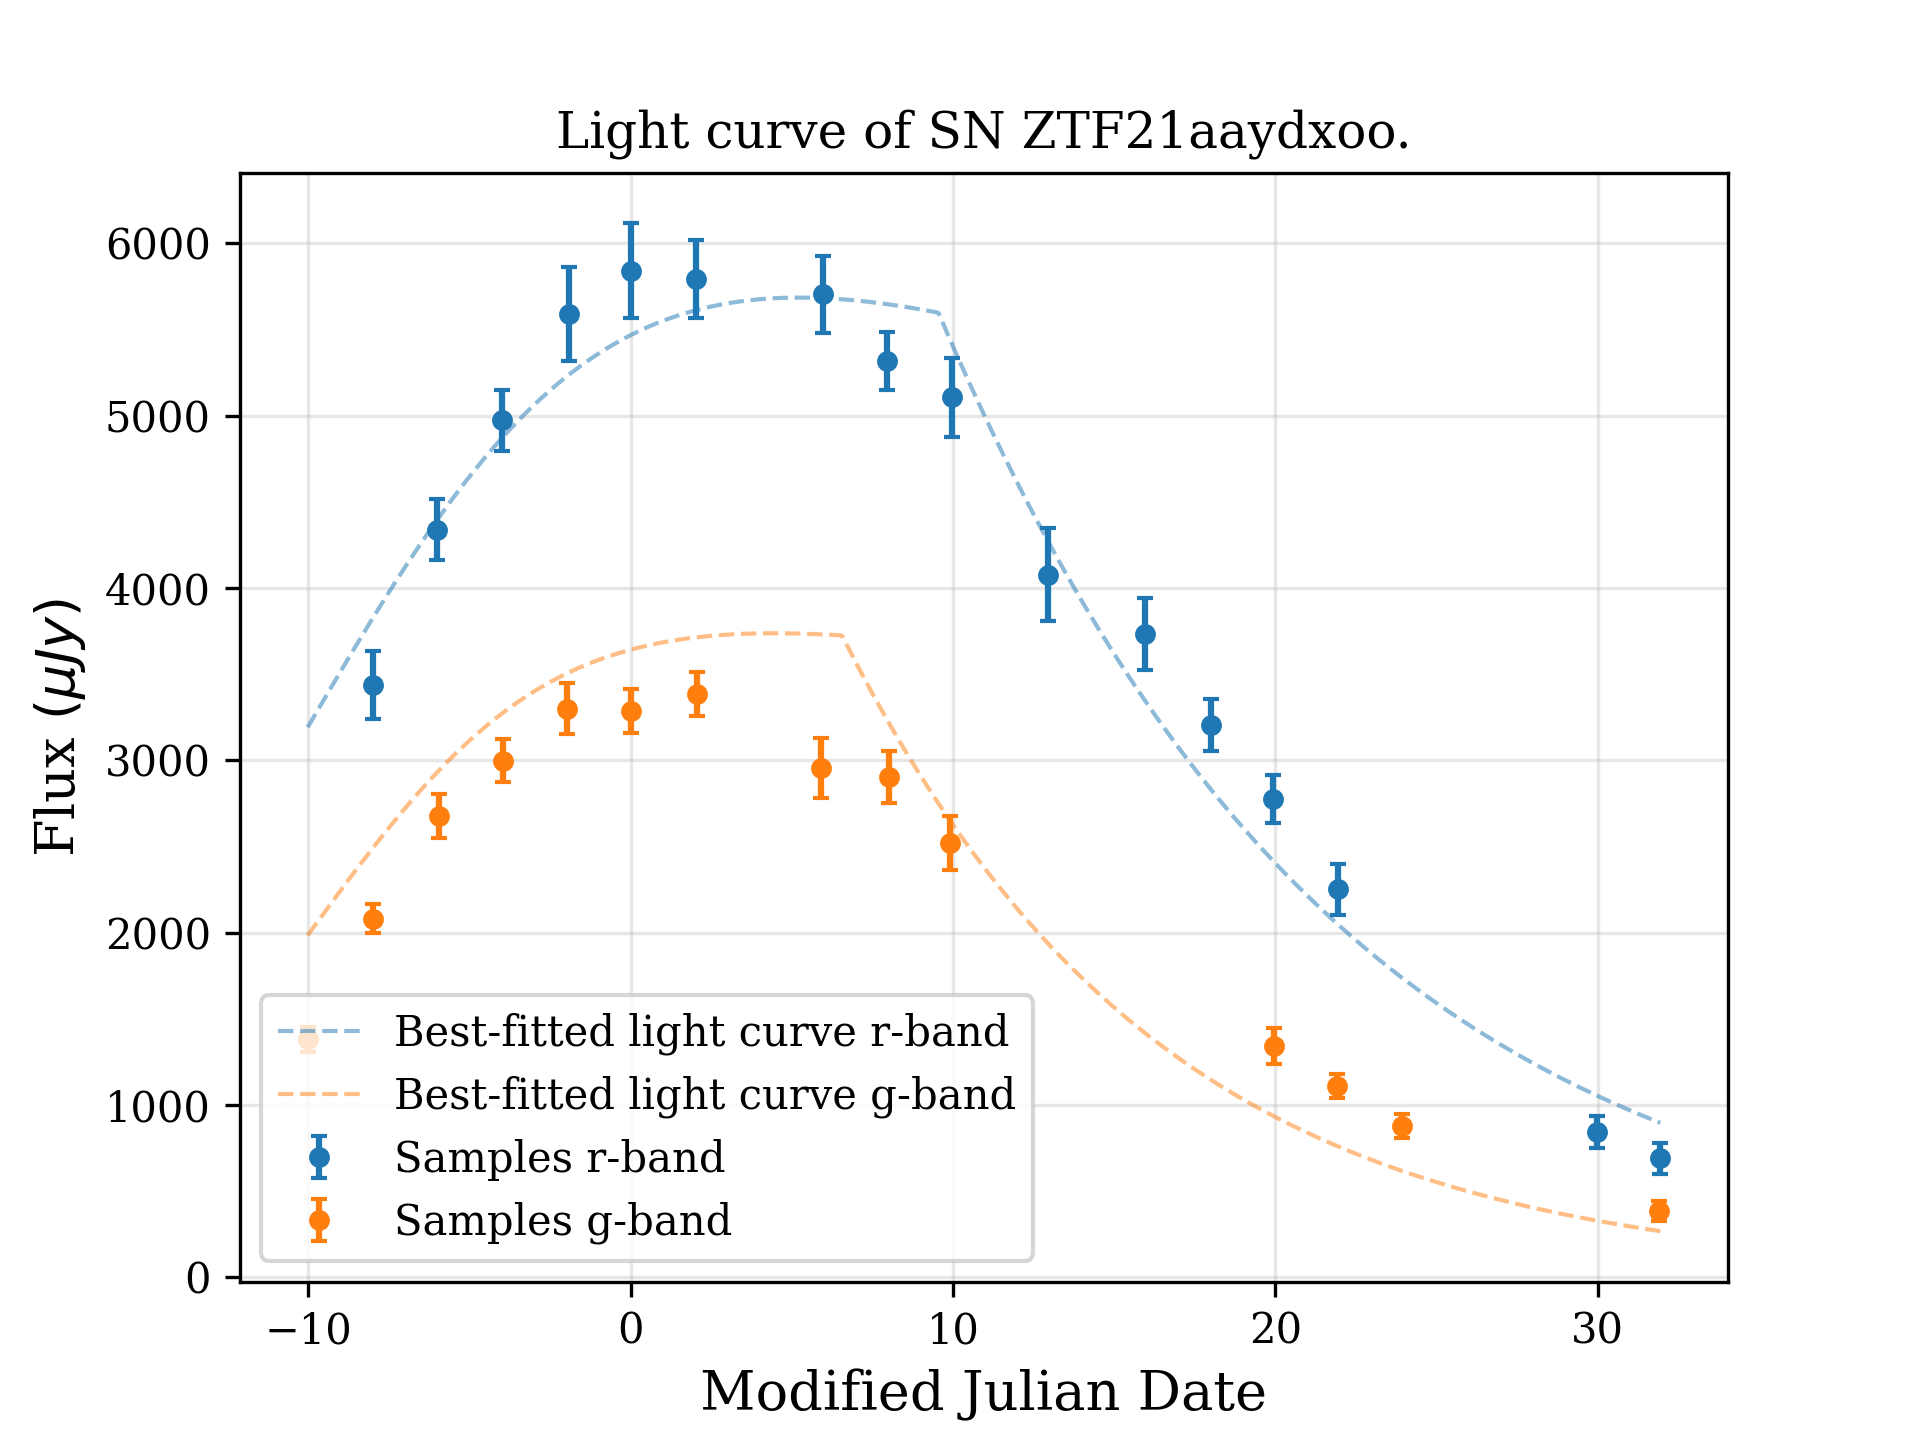 Light curve of SN ZTF21aaydxoo.
Flux (μJy)
6000
5000
4000
3000
2000
1000
0
−10
0
10
20
30
Modified Julian Date
Best-fitted light curve r-band
Best-fitted light curve g-band
Samples r-band
Samples g-band